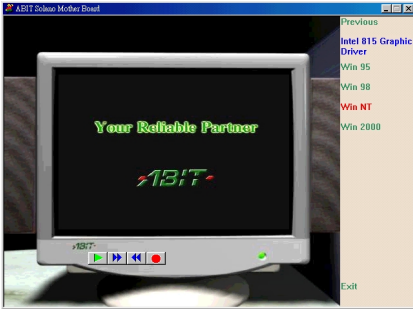 ABIT Solano Mother Board
Previous
Intel 815 Graphic
Driver
Win 95
Win 98
Win NT
Win 2000
Your Reliable Partner
ABIT
ABIT
Exit